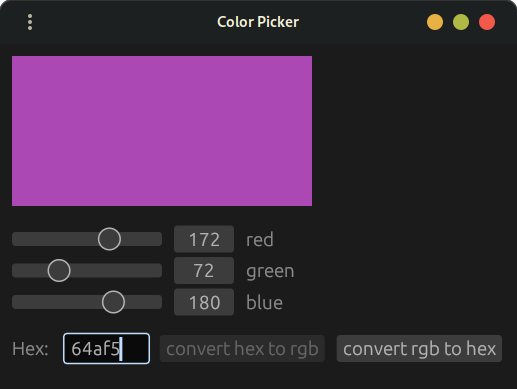 Color Picker
172 red
72 green
180 blue
Hex: 64af5 convert hex to rgb convert rgb to hex